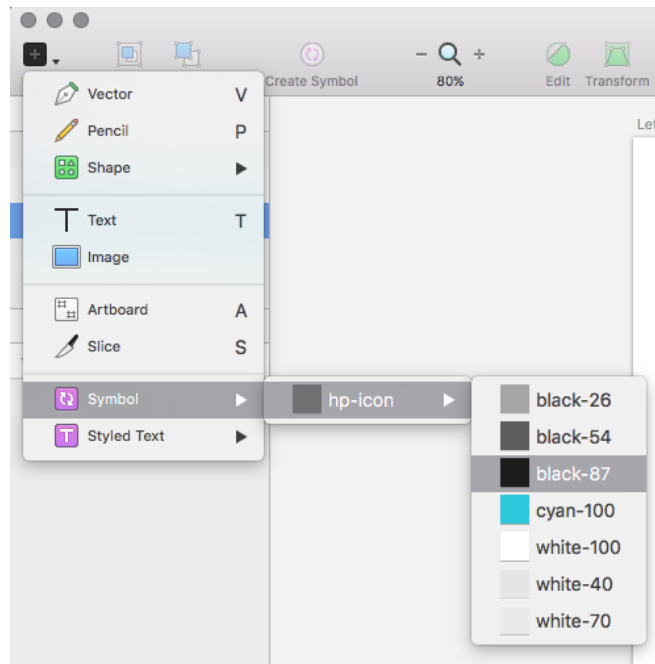 Create Symbol
80%
Edit
Transform
Vector V
Pencil P
Shape
Text T
Image
Artboard A
Slice S
Symbol
Styled Text
hp-icon
black-26
black-54
black-87
cyan-100
white-100
white-40
white-70
Let